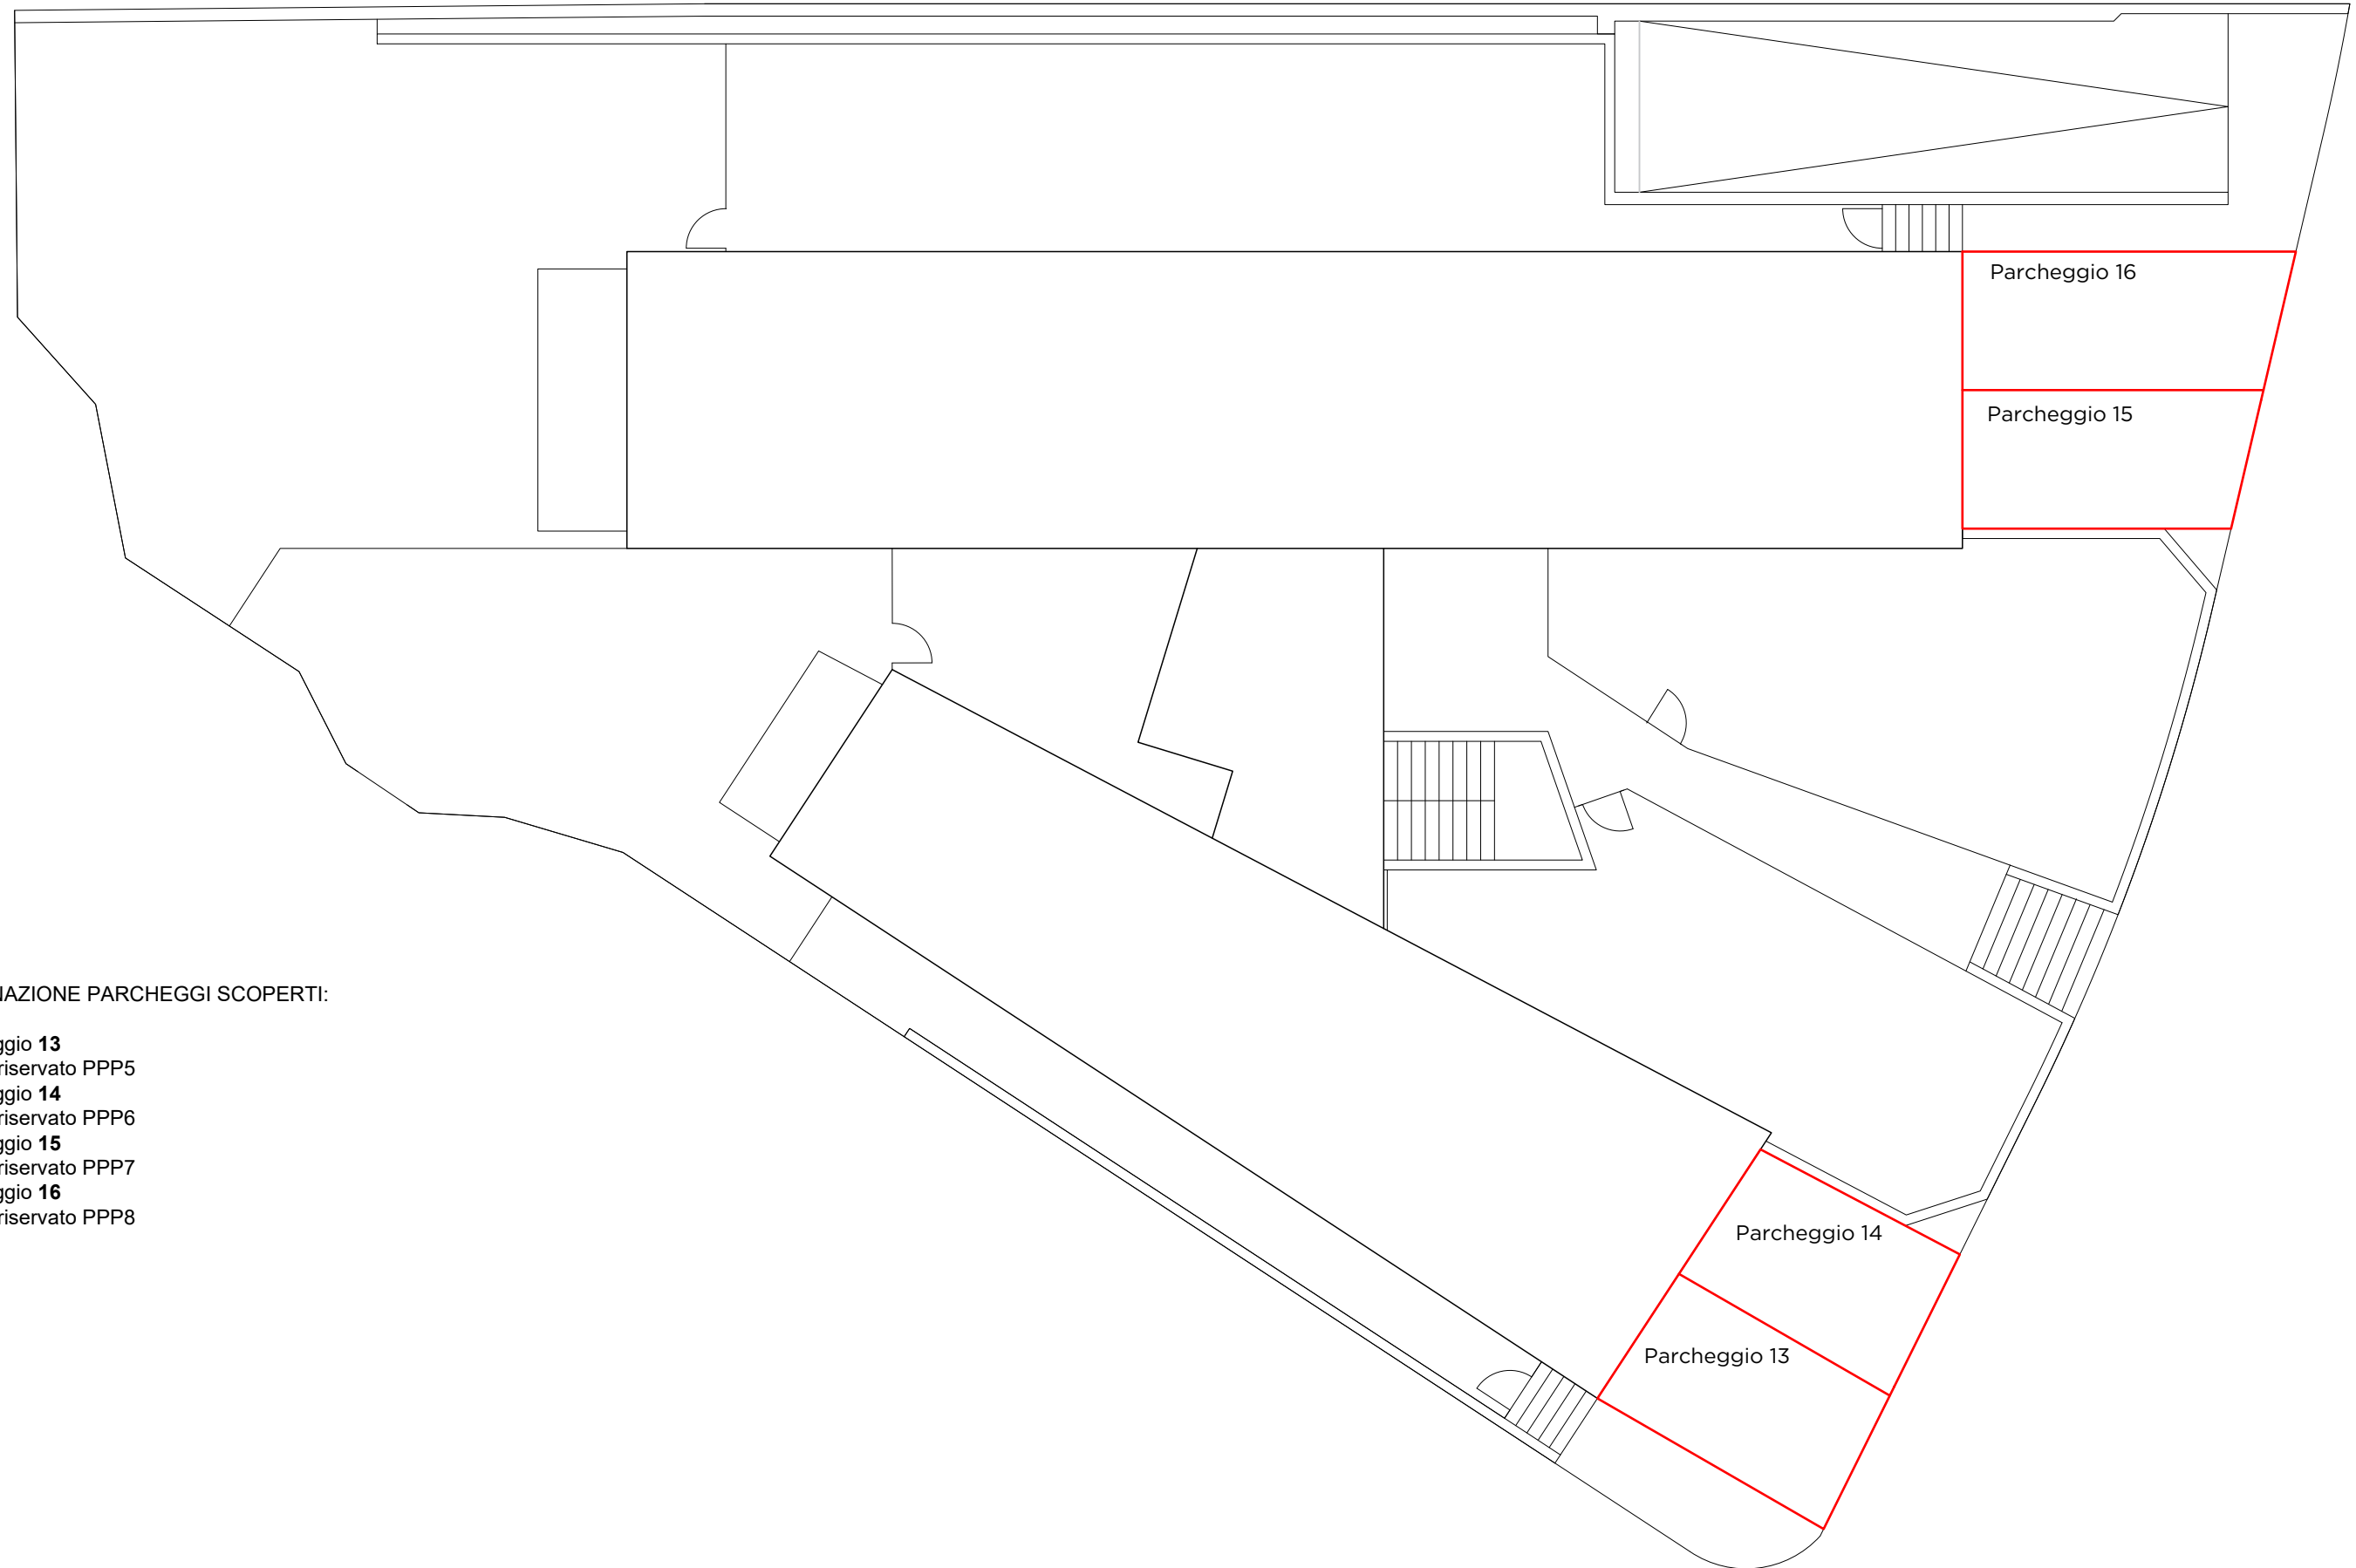 Parcheggio 16
Parcheggio 15
NAZIONE PARCHEGGI SCOPERTI:
ggio 13
riservato PPP5
ggio 14
riservato PPP6
ggio 15
riservato PPP7
ggio 16
riservato PPP8
Parcheggio 14
Parcheggio 13